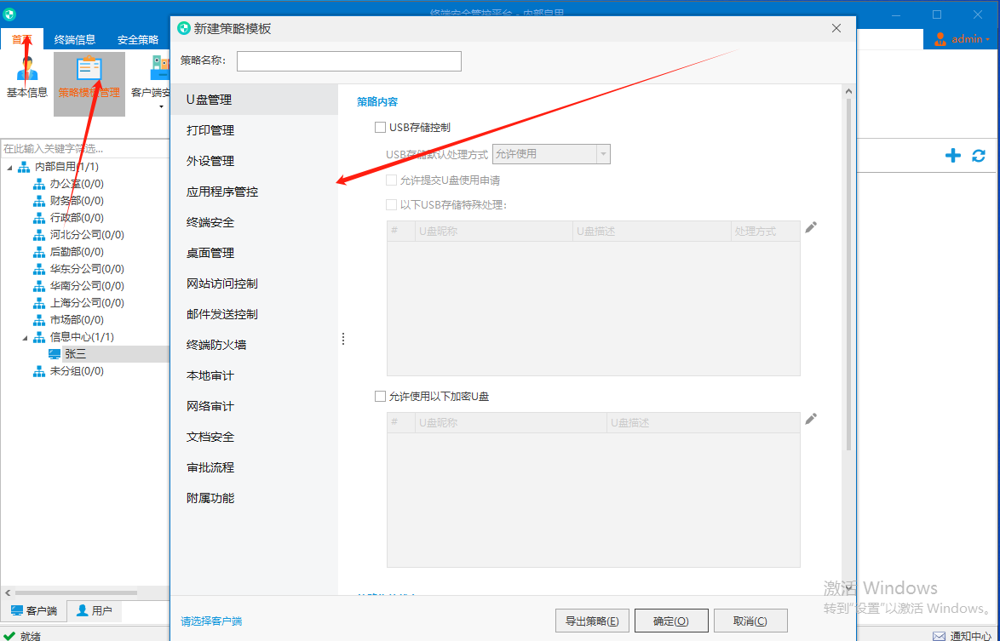 终端安全管控平台 - 内部自用
首页
终端信息
安全策略
admin
基本信息
策略模板管理
客户端安
在此输入关键字筛选...
内部自用(1/1)
办公室(0/0)
财务部(0/0)
行政部(0/0)
河北分公司(0/0)
后勤部(0/0)
华东分公司(0/0)
华南分公司(0/0)
上海分公司(0/0)
市场部(0/0)
信息中心(1/1)
张三
未分组(0/0)
客户端
用户
就绪
新建策略模板
策略名称:
U盘管理
打印管理
外设管理
应用程序管控
终端安全
桌面管理
网站访问控制
邮件发送控制
终端防火墙
本地审计
网络审计
文档安全
审批流程
附属功能
策略内容
USB存储控制
USB存储默认处理方式 允许使用
允许提交U盘使用申请
以下USB存储特殊处理:
# U盘昵称 U盘描述 处理方式
允许使用以下加密U盘
# U盘昵称 U盘描述
请选择客户端
导出策略(E)
确定(O)
取消(C)
激活 Windows
转到"设置"以激活 Windows。
通知中心